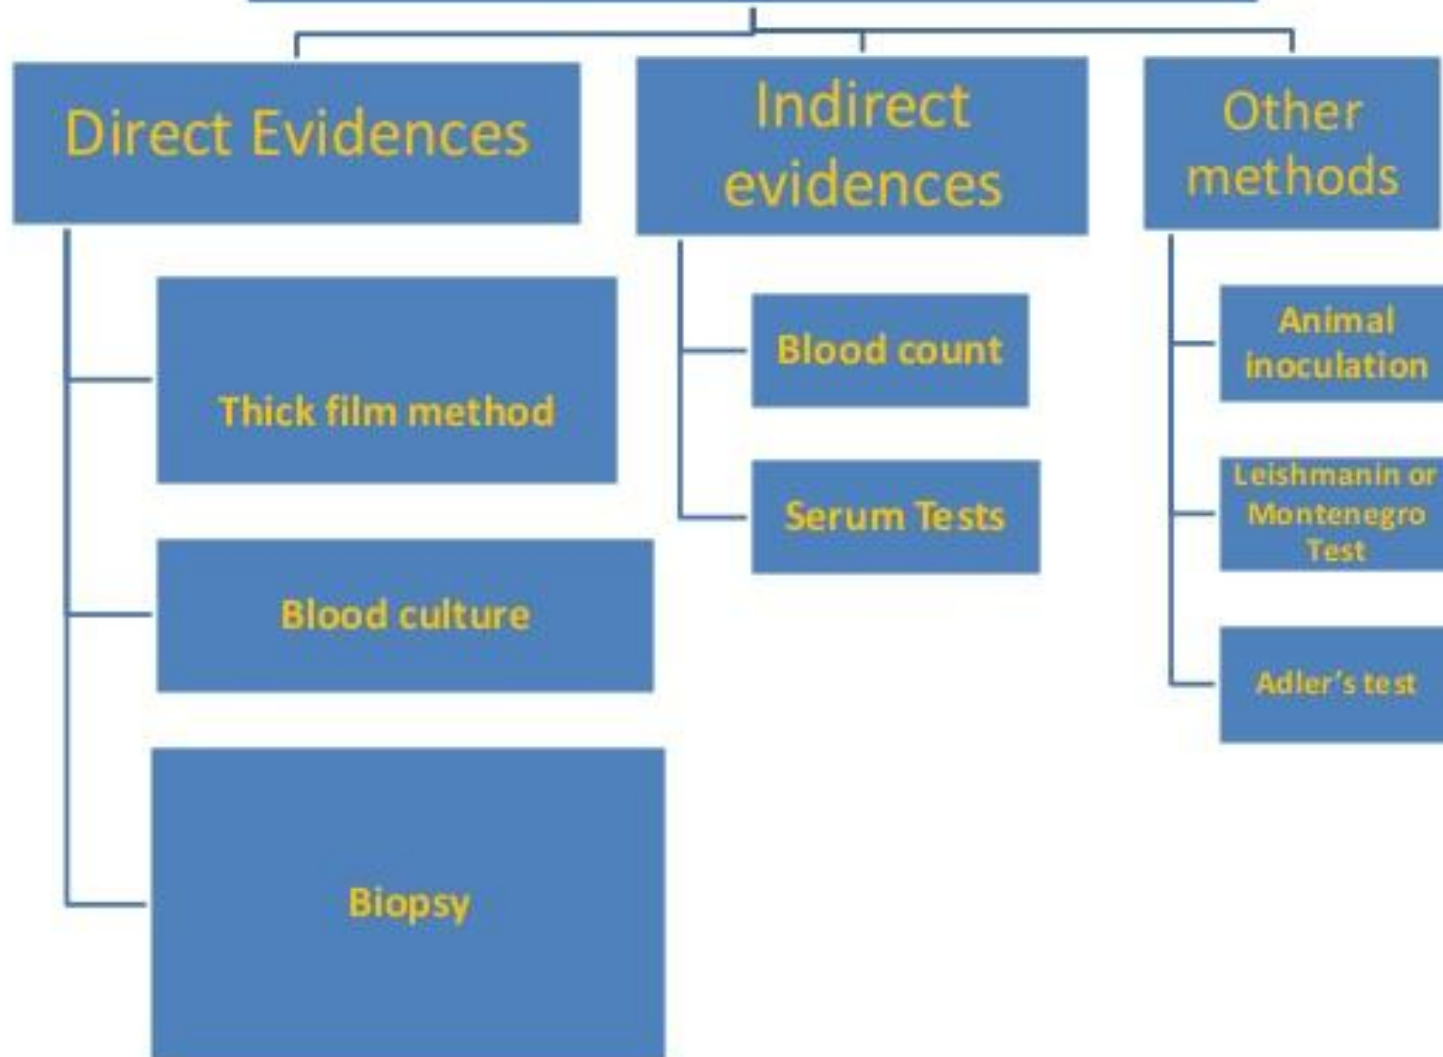 Direct Evidences
Thick film method
Blood culture
Biopsy
Indirect
evidences
Blood count
Serum Tests
Other
methods
Animal
inoculation
Leishmanin or
Montenegro
Test
Adler's test